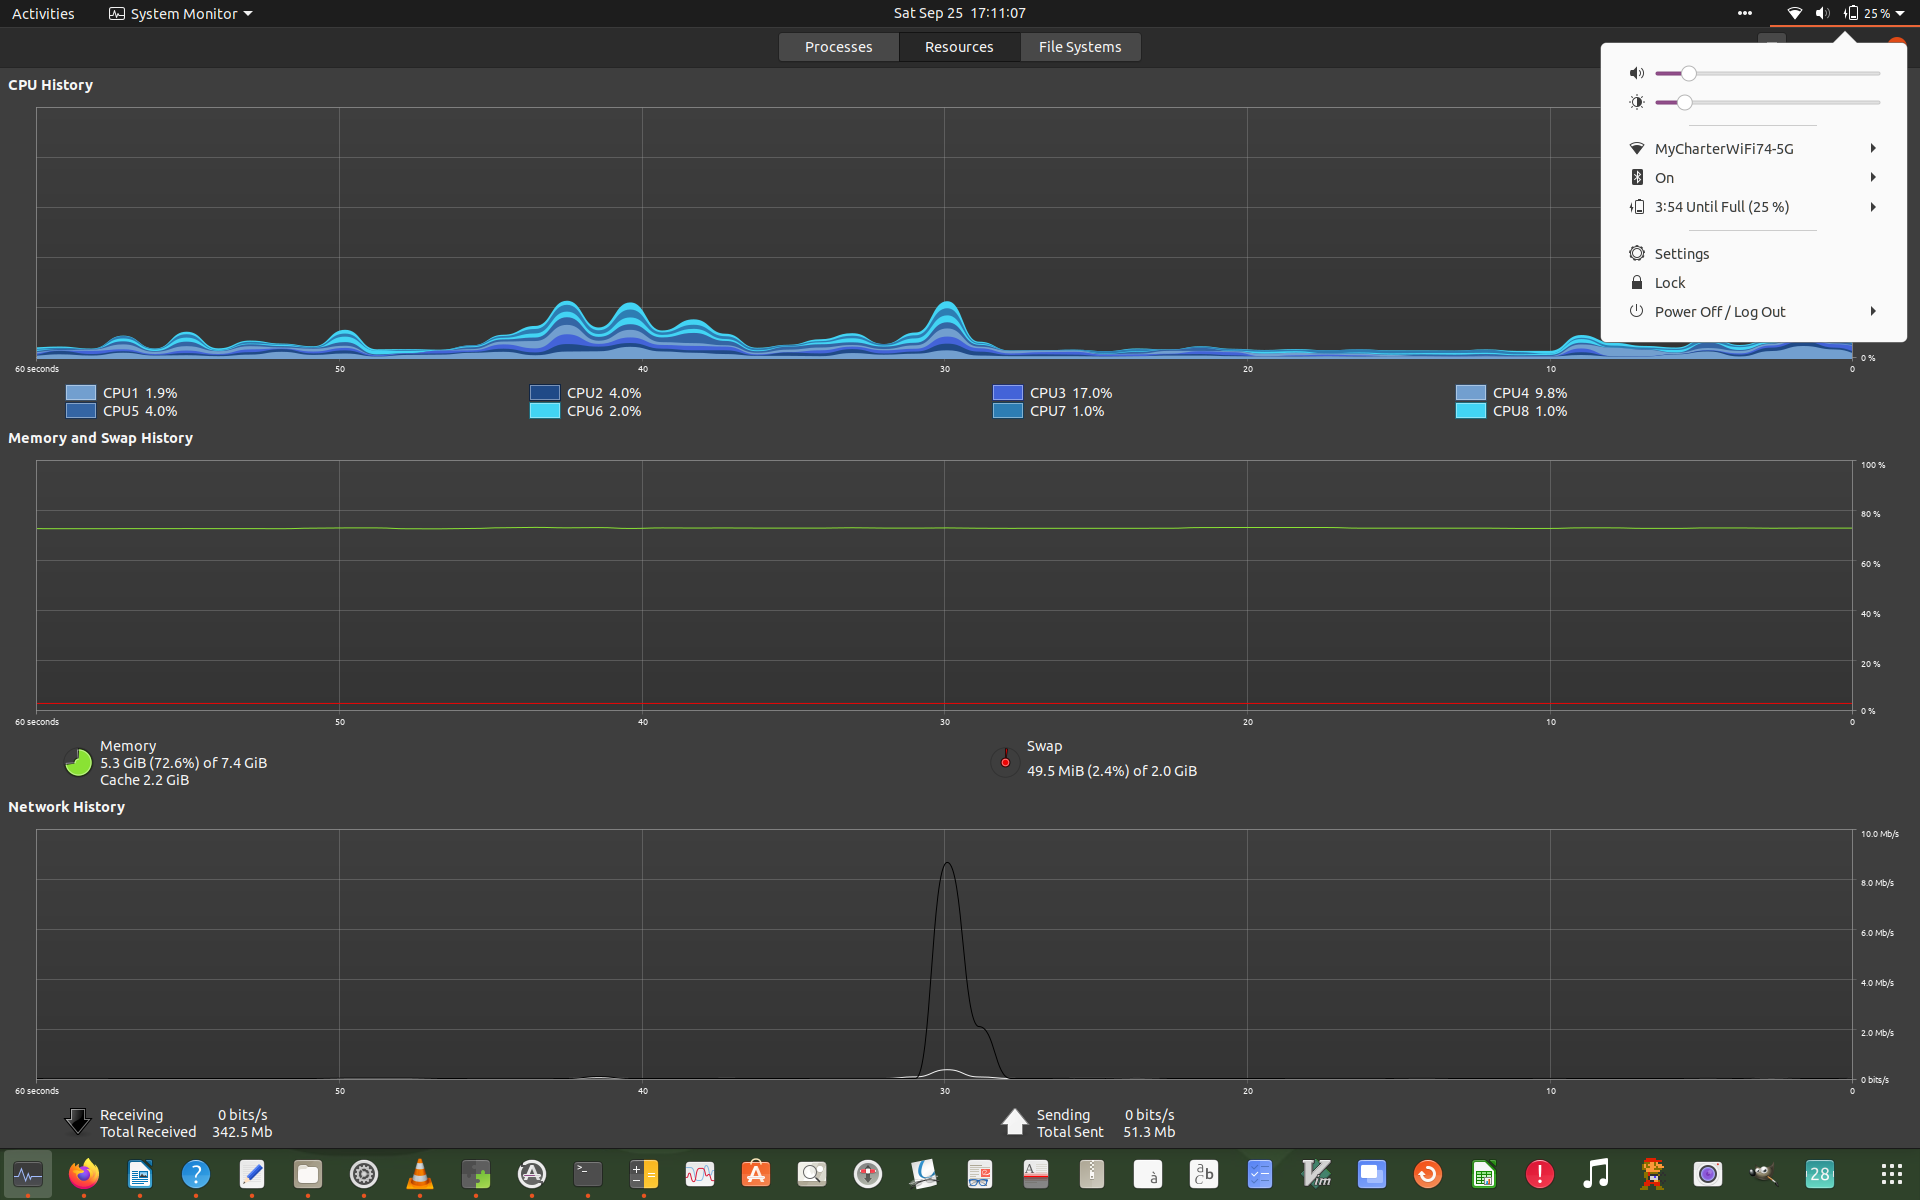 Activities
System Monitor
Sat Sep 25 17:11:07
25 %
Processes
Resources
File Systems
MyCharterWiFi74-5G
On
3:54 Until Full (25 %)
Settings
Lock
Power Off / Log Out
CPU History
0 %
60 seconds 50 40 30 20 10 0
CPU1 1.9% CPU2 4.0% CPU3 17.0% CPU4 9.8%
CPU5 4.0% CPU6 2.0% CPU7 1.0% CPU8 1.0%
Memory and Swap History
100 %
80 %
60 %
40 %
20 %
0 %
60 seconds 50 40 30 20 10 0
Memory
5.3 GiB (72.6%) of 7.4 GiB
Cache 2.2 GiB
Swap
49.5 MiB (2.4%) of 2.0 GiB
Network History
10.0 Mb/s
8.0 Mb/s
6.0 Mb/s
4.0 Mb/s
2.0 Mb/s
0 bits/s
60 seconds 50 40 30 20 10 0
Receiving 0 bits/s
Total Received 342.5 Mb
Sending 0 bits/s
Total Sent 51.3 Mb
?
>_
A
à
a b c
Vim
!
28